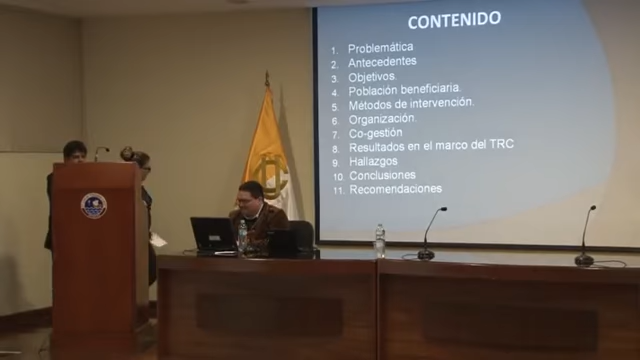 CONTENIDO
1. Problemática
2. Antecedentes
3. Objetivos.
4. Población beneficiaria.
5. Métodos de intervención.
6. Organización.
7. Co-gestión
8. Resultados en el marco del TRC
9. Hallazgos
10. Conclusiones
11. Recomendaciones